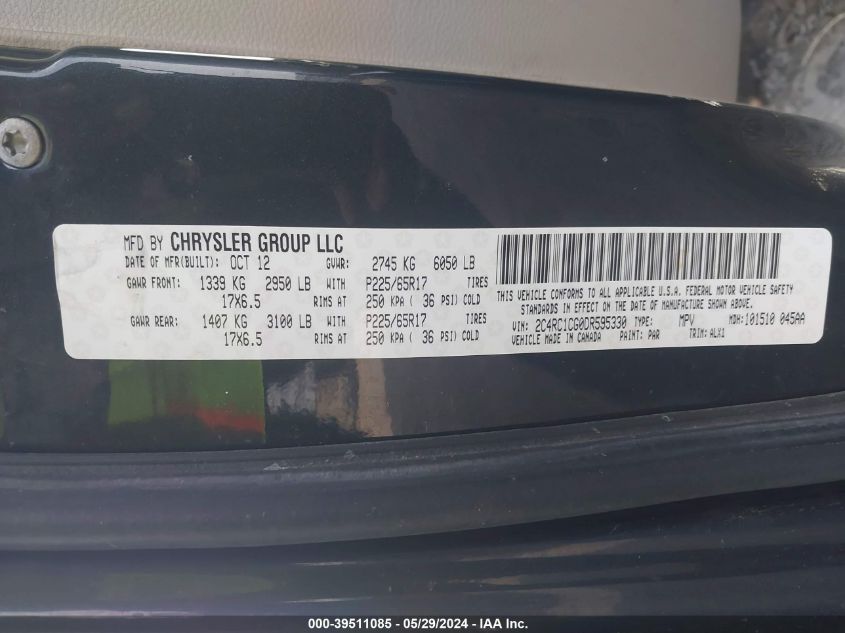 MFD BY CHRYSLER GROUP LLC
DATE OF MFR(BUILT): OCT 12 GVWR: 2745 KG 6050 LB
GAWR FRONT: 1339 KG 2950 LB WITH P225/65R17 TIRES
17X6.5 RIMS AT 250 KPA ( 36 PSI) COLD
GAWR REAR: 1407 KG 3100 LB WITH P225/65R17 TIRES
17X6.5 RIMS AT 250 KPA ( 36 PSI) COLD
THIS VEHICLE CONFORMS TO ALL APPLICABLE U.S.A. FEDERAL MOTOR VEHICLE SAFETY
STANDARDS IN EFFECT ON THE DATE OF MANUFACTURE SHOWN ABOVE.
VIN: 2C4RC1CG0DR595330 TYPE: MPV MDH: 101510 045AA
VEHICLE MADE IN CANADA PAINT: PAR TRIM: ALX1
000-39511085 - 05/29/2024 - IAA Inc.